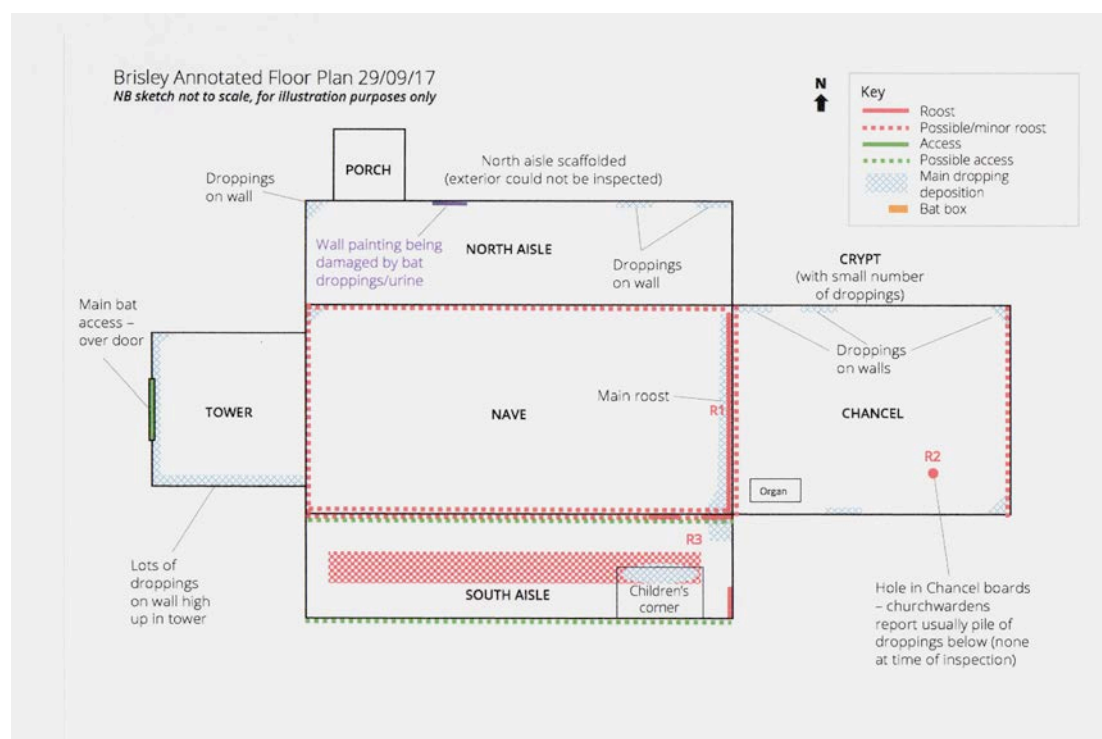 Brisley Annotated Floor Plan 29/09/17
NB sketch not to scale, for illustration purposes only
N
Key
Roost
Possible/minor roost
Access
Possible access
Main dropping
deposition
Bat box
PORCH
North aisle scaffolded
(exterior could not be inspected)
Droppings
on wall
Wall painting being
damaged by bat
droppings/urine
NORTH AISLE
Droppings
on wall
CRYPT
(with small number
of droppings)
Main bat
access –
over door
Droppings
on walls
Main roost
R1
TOWER
NAVE
CHANCEL
R2
Organ
R3
Lots of
droppings
on wall high
up in tower
SOUTH AISLE
Children's
corner
Hole in Chancel boards
– churchwardens
report usually pile of
droppings below (none
at time of inspection)